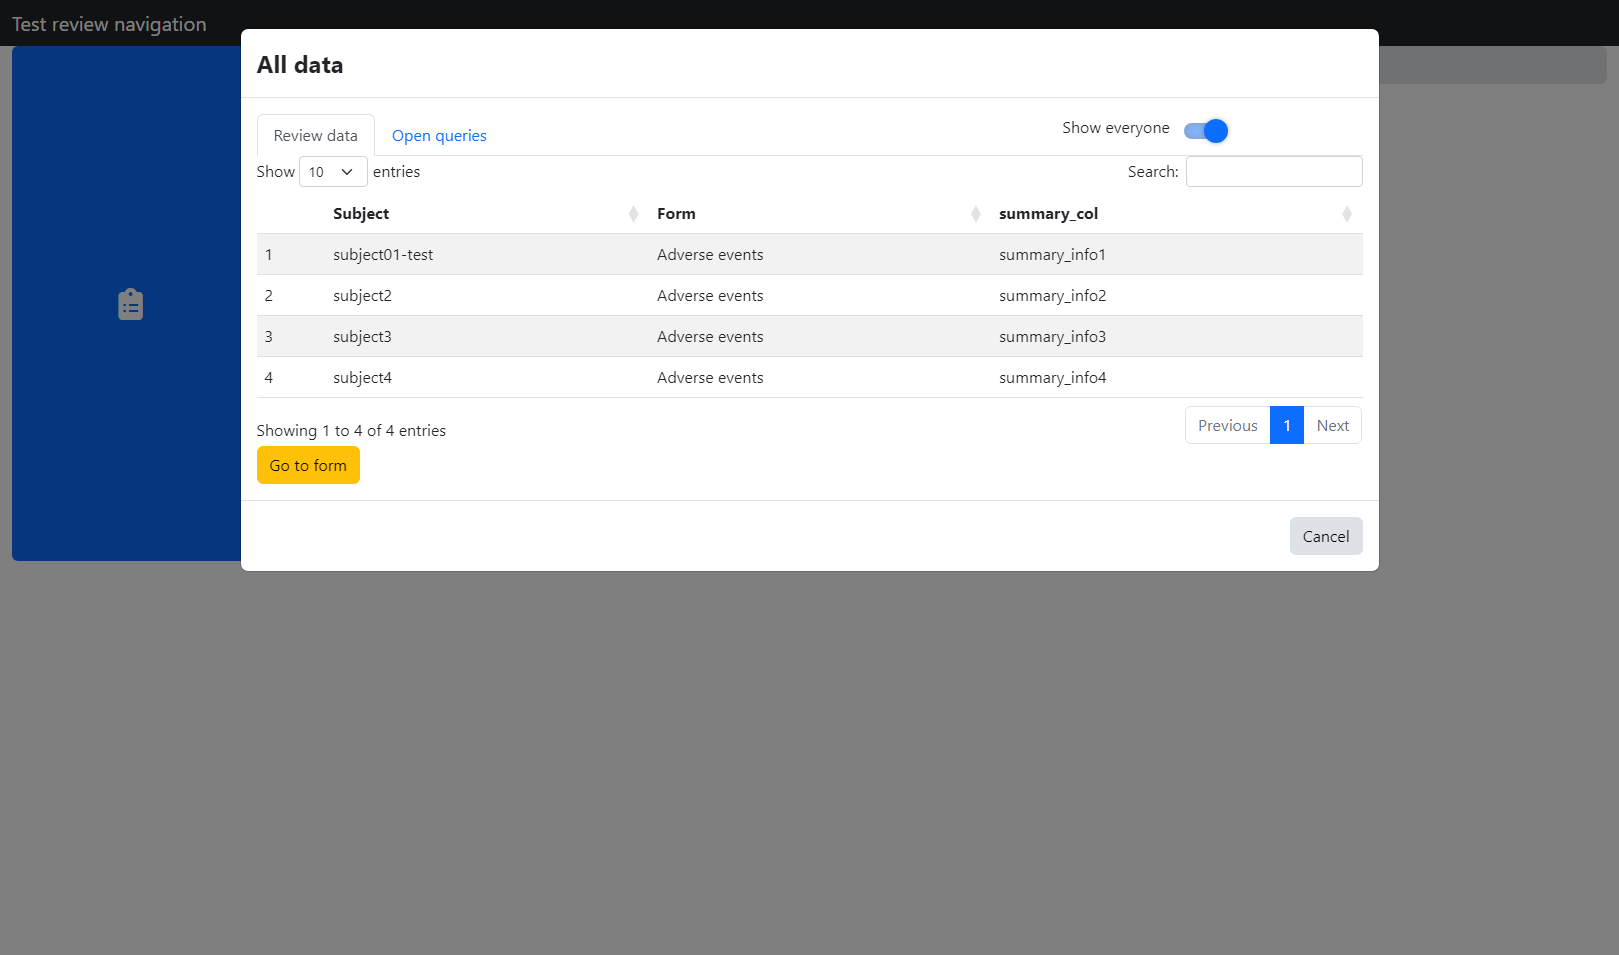 Test review navigation
All data
Review data Open queries Show everyone
Show 10 entries Search:
Subject Form summary_col
1 subject01-test Adverse events summary_info1
2 subject2 Adverse events summary_info2
3 subject3 Adverse events summary_info3
4 subject4 Adverse events summary_info4
Showing 1 to 4 of 4 entries Previous 1 Next
Go to form
Cancel